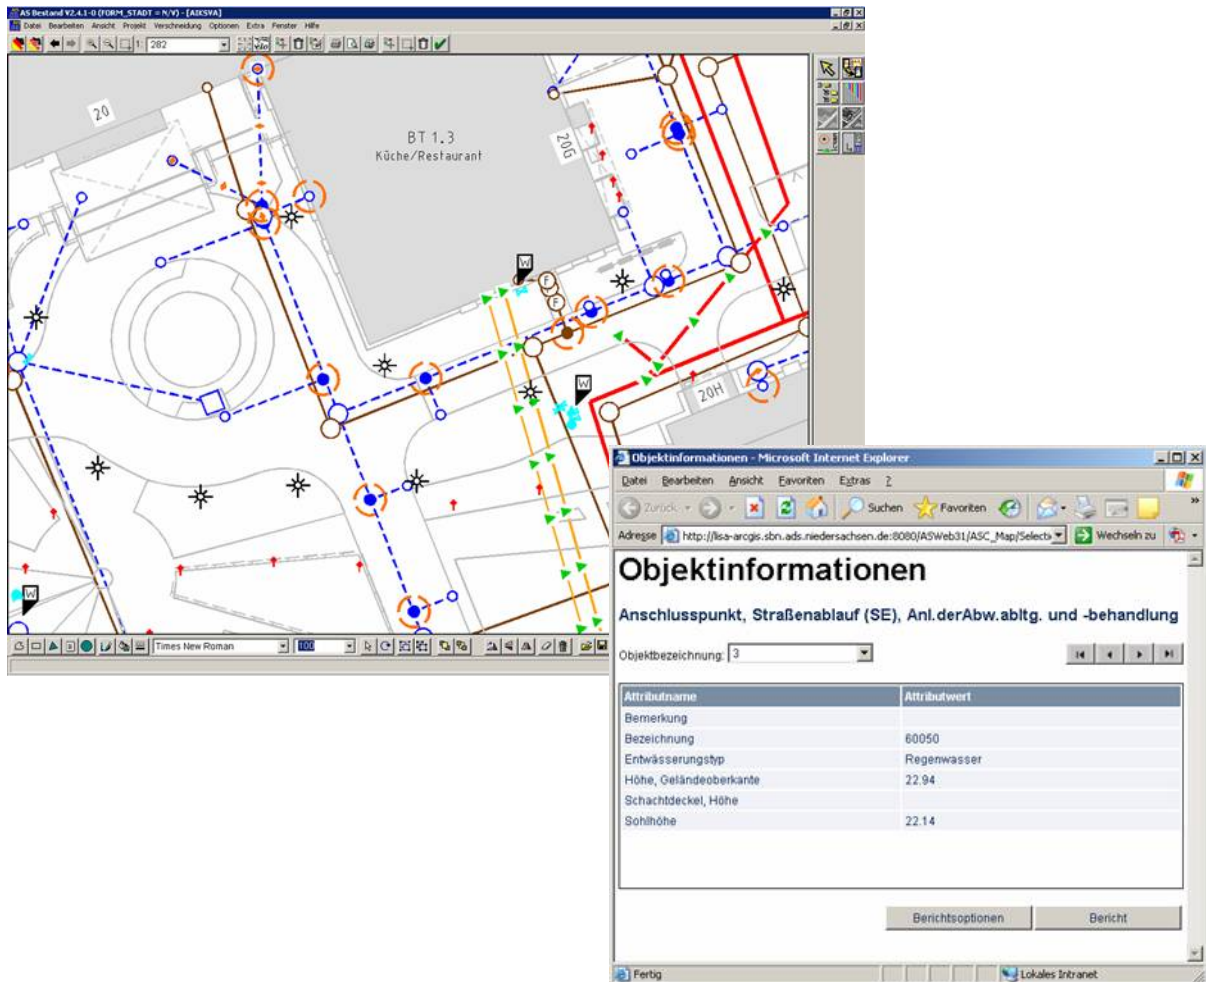 AS Bestand V2.4.1-0 (FORM_STADT = N/V) - [AIXSVA]
Datei Bearbeiten Ansicht Projekt Verschneidung Optionen Extra Fenster Hilfe
1: 282
20
BT 1.3
Küche/Restaurant
20G
W
F
F
W
20H
W
Times New Roman
100
Objektinformationen - Microsoft Internet Explorer
Datei Bearbeiten Ansicht Favoriten Extras ?
Zurück Suchen Favoriten
Adresse http://lisa-arcgis.sbn.ads.niedersachsen.de:8080/ASWeb31/ASC_Map/Selecti Wechseln zu
Objektinformationen
Anschlusspunkt, Straßenablauf (SE), Anl.derAbw.abltg. und -behandlung
Objektbezeichnung: 3
Attributname Attributwert
Bemerkung
Bezeichnung 60050
Entwässerungstyp Regenwasser
Höhe, Geländeoberkante 22.94
Schachtdeckel, Höhe
Sohlhöhe 22.14
Berichtsoptionen Bericht
Fertig Lokales Intranet